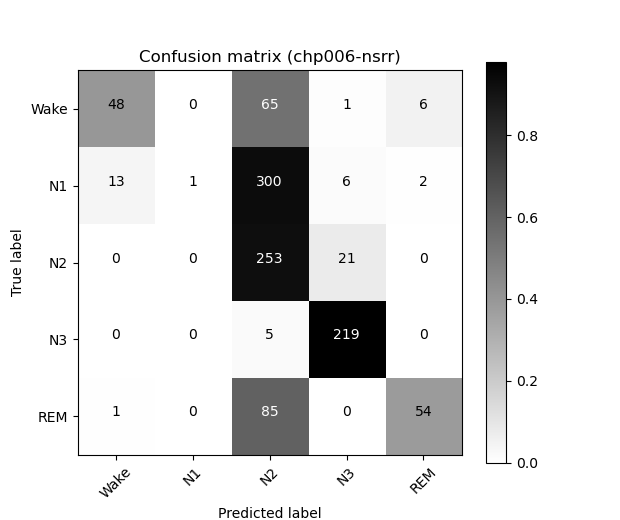 Confusion matrix (chp006-nsrr)
Wake 48 0 65 1 6
N1 13 1 300 6 2
N2 0 0 253 21 0
N3 0 0 5 219 0
REM 1 0 85 0 54
Wake N1 N2 N3 REM
Predicted label
True label
0.8
0.6
0.4
0.2
0.0